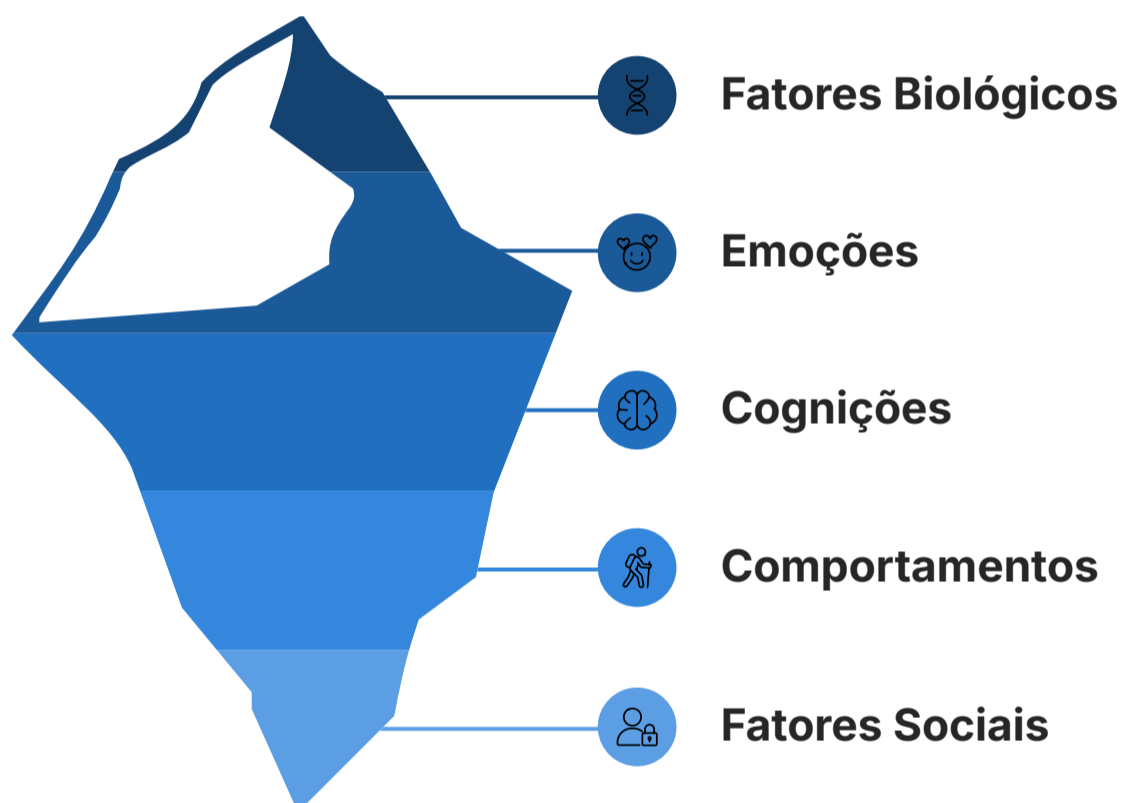 Fatores Biológicos
Emoções
Cognições
Comportamentos
Fatores Sociais